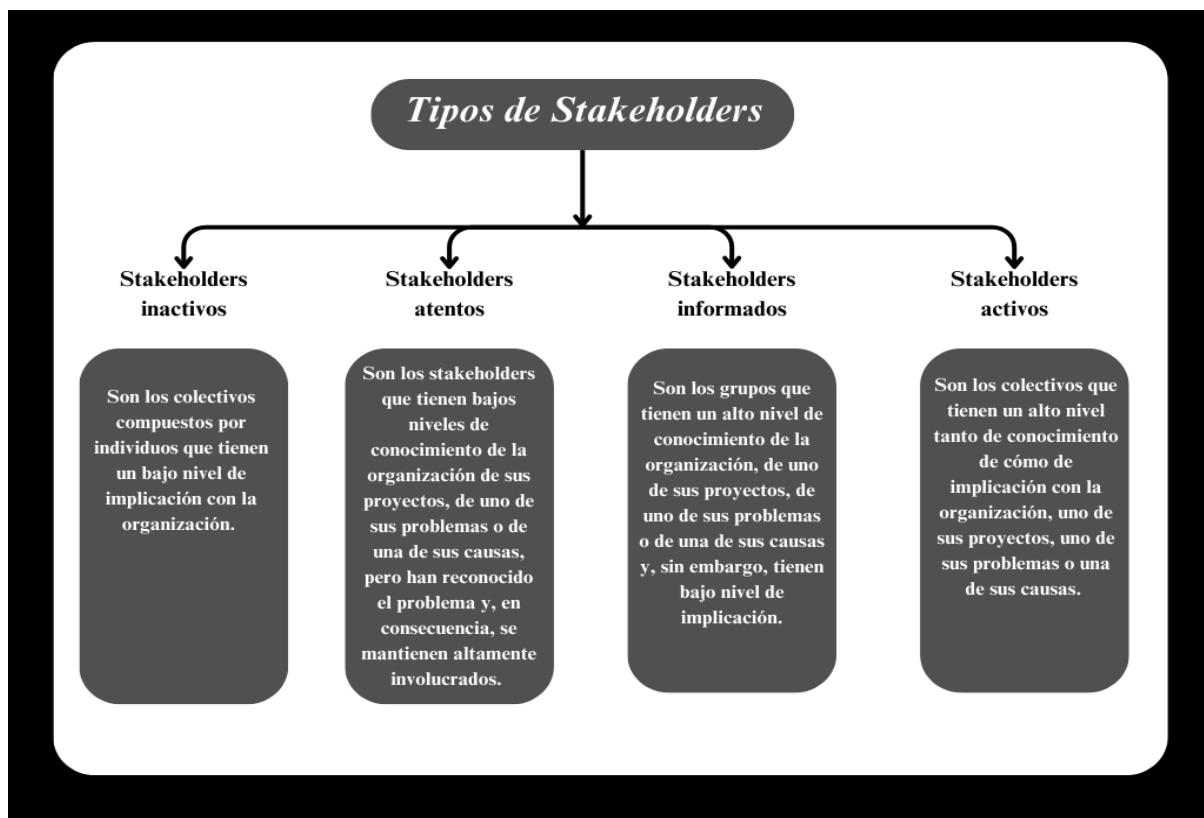 Tipos de Stakeholders
Stakeholders
inactivos
Son los colectivos
compuestos por
individuos que tienen
un bajo nivel de
implicación con la
organización.
Stakeholders
atentos
Son los stakeholders
que tienen bajos
niveles de
conocimiento de la
organización de sus
proyectos, de uno de
sus problemas o de
una de sus causas,
pero han reconocido
el problema y, en
consecuencia, se
mantienen altamente
involucrados.
Stakeholders
informados
Son los grupos que
tienen un alto nivel de
conocimiento de la
organización, de uno
de sus proyectos, de
uno de sus problemas
o de una de sus causas
y, sin embargo, tienen
bajo nivel de
implicación.
Stakeholders
activos
Son los colectivos que
tienen un alto nivel
tanto de conocimiento
de cómo de
implicación con la
organización, uno de
sus proyectos, uno de
sus problemas o una
de sus causas.